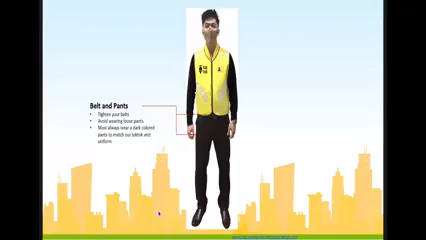 Belt and Pants
• Tighten your belts
• Avoid wearing loose pants.
• Must always wear a dark colored
pants to match our tuktok vest
uniform